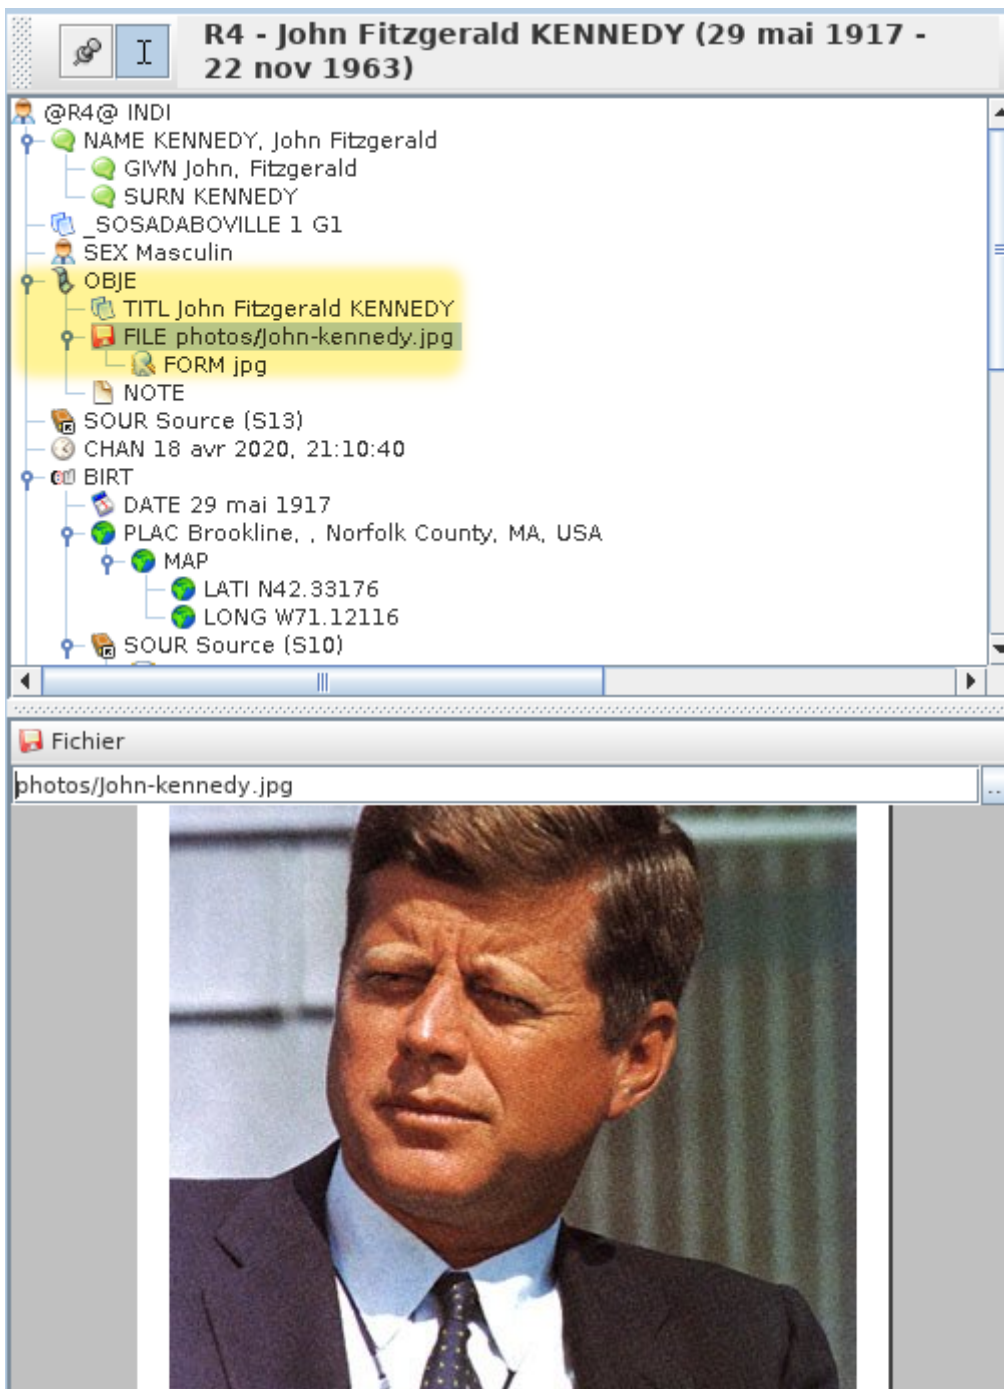 R4 - John Fitzgerald KENNEDY (29 mai 1917 -
22 nov 1963)
@R4@ INDI
NAME KENNEDY, John Fitzgerald
GIVN John, Fitzgerald
SURN KENNEDY
_SOSADABOVILLE 1 G1
SEX Masculin
OBJE
TITL John Fitzgerald KENNEDY
FILE photos/John-kennedy.jpg
FORM jpg
NOTE
SOUR Source (S13)
CHAN 18 avr 2020, 21:10:40
BIRT
DATE 29 mai 1917
PLAC Brookline, , Norfolk County, MA, USA
MAP
LATI N42.33176
LONG W71.12116
SOUR Source (S10)
Fichier
photos/John-kennedy.jpg
..